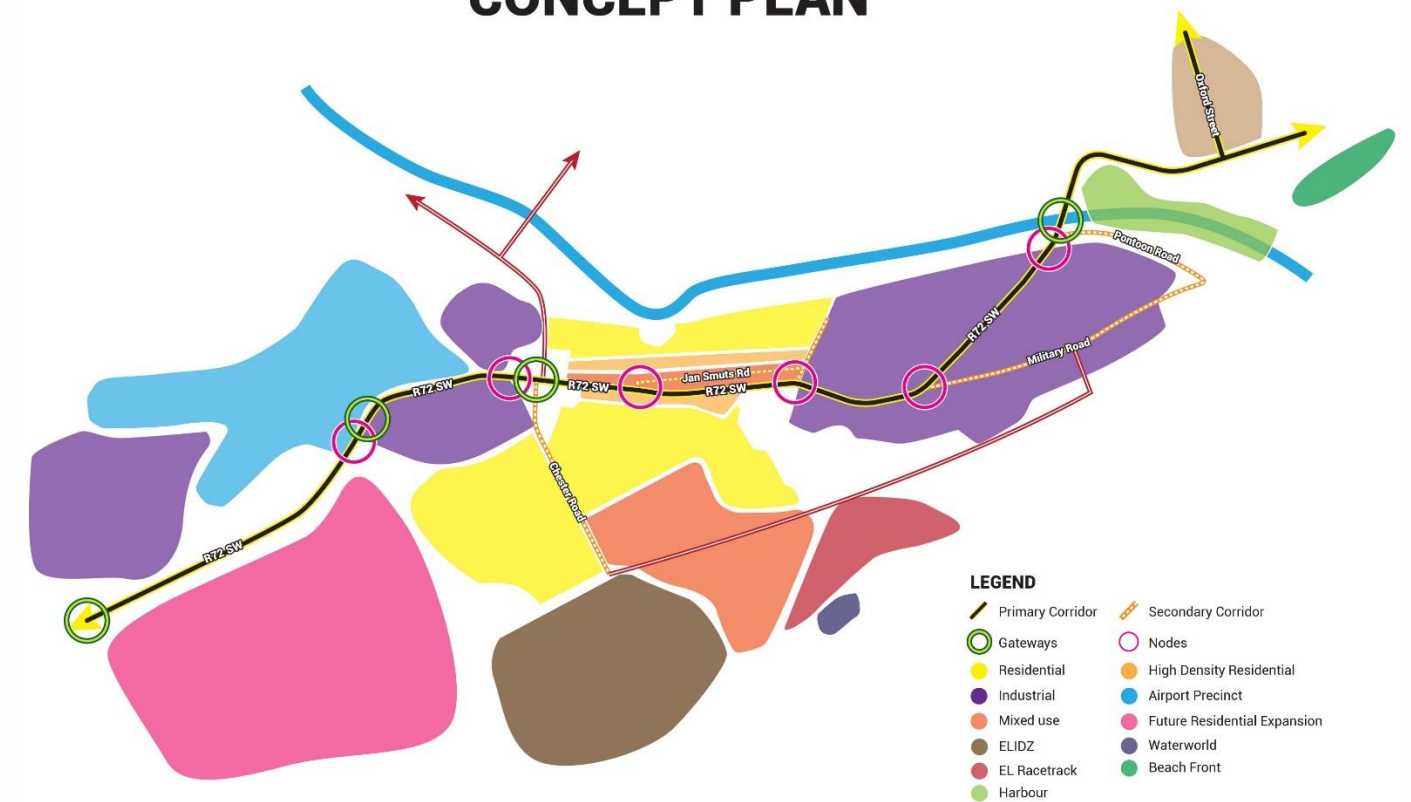 CONCEPT PLAN
Oxford Street
Pontoon Road
R72 SW
Military Road
Jan Smuts Rd
R72 SW
R72 SW
R72 SW
Chester Road
R72 SW
LEGEND
Primary Corridor
Secondary Corridor
Gateways
Nodes
Residential
High Density Residential
Industrial
Airport Precinct
Mixed use
Future Residential Expansion
ELIDZ
Waterworld
EL Racetrack
Beach Front
Harbour